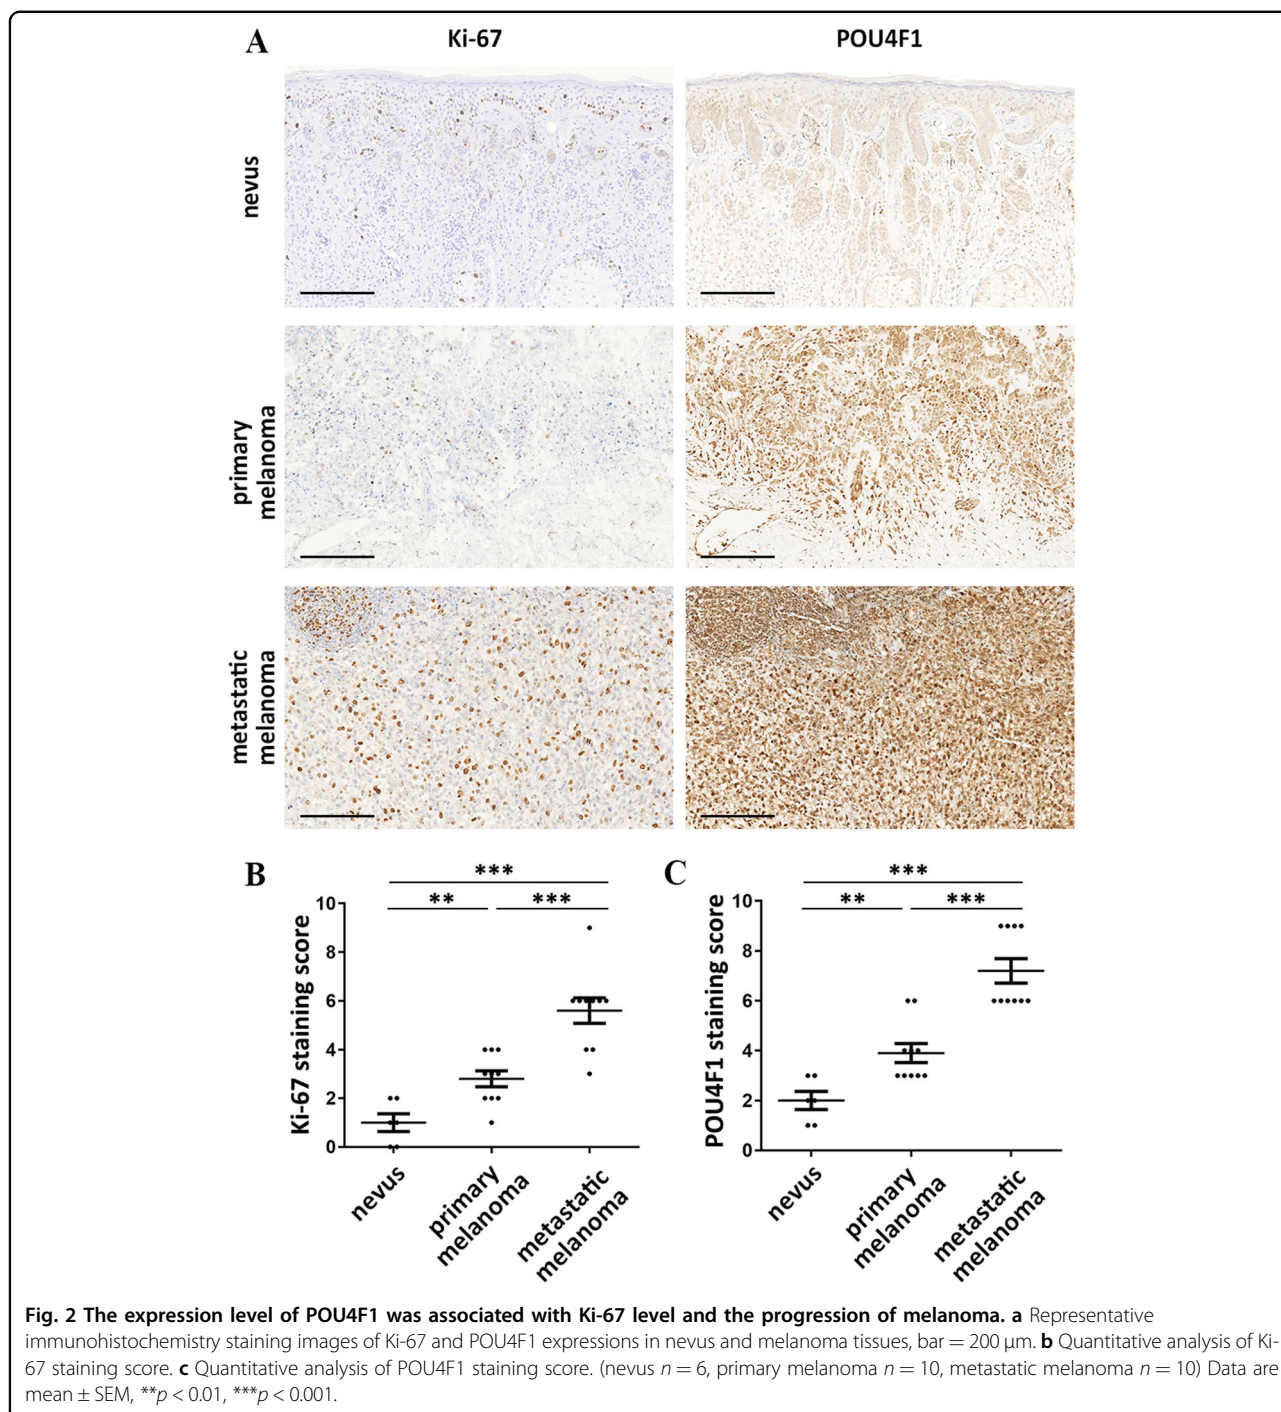 A
Ki-67
POU4F1
nevus
primary
melanoma
metastatic
melanoma
B
***
**
***
Ki-67 staining score
10
8
6
4
2
0
nevus
primary
melanoma
metastatic
melanoma
C
***
**
***
POU4F1 staining score
10
8
6
4
2
0
nevus
primary
melanoma
metastatic
melanoma
Fig. 2 The expression level of POU4F1 was associated with Ki-67 level and the progression of melanoma. a Representative
immunohistochemistry staining images of Ki-67 and POU4F1 expressions in nevus and melanoma tissues, bar = 200 μm. b Quantitative analysis of Ki-
67 staining score. c Quantitative analysis of POU4F1 staining score. (nevus n = 6, primary melanoma n = 10, metastatic melanoma n = 10) Data are
mean ± SEM, **p < 0.01, ***p < 0.001.